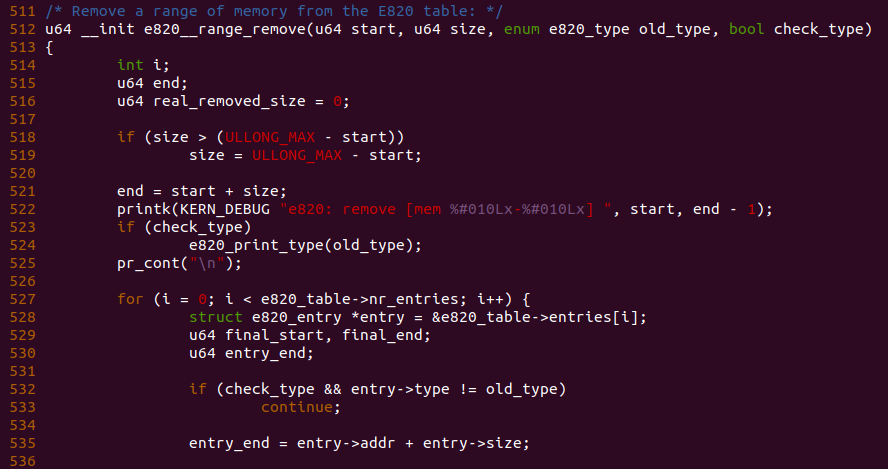 511 /* Remove a range of memory from the E820 table: */
512 u64 __init e820__range_remove(u64 start, u64 size, enum e820_type old_type, bool check_type)
513 {
514         int i;
515         u64 end;
516         u64 real_removed_size = 0;
517
518         if (size > (ULLONG_MAX - start))
519                 size = ULLONG_MAX - start;
520
521         end = start + size;
522         printk(KERN_DEBUG "e820: remove [mem %#010Lx-%#010Lx] ", start, end - 1);
523         if (check_type)
524                 e820_print_type(old_type);
525         pr_cont("\n");
526
527         for (i = 0; i < e820_table->nr_entries; i++) {
528                 struct e820_entry *entry = &e820_table->entries[i];
529                 u64 final_start, final_end;
530                 u64 entry_end;
531
532                 if (check_type && entry->type != old_type)
533                         continue;
534
535                 entry_end = entry->addr + entry->size;
536